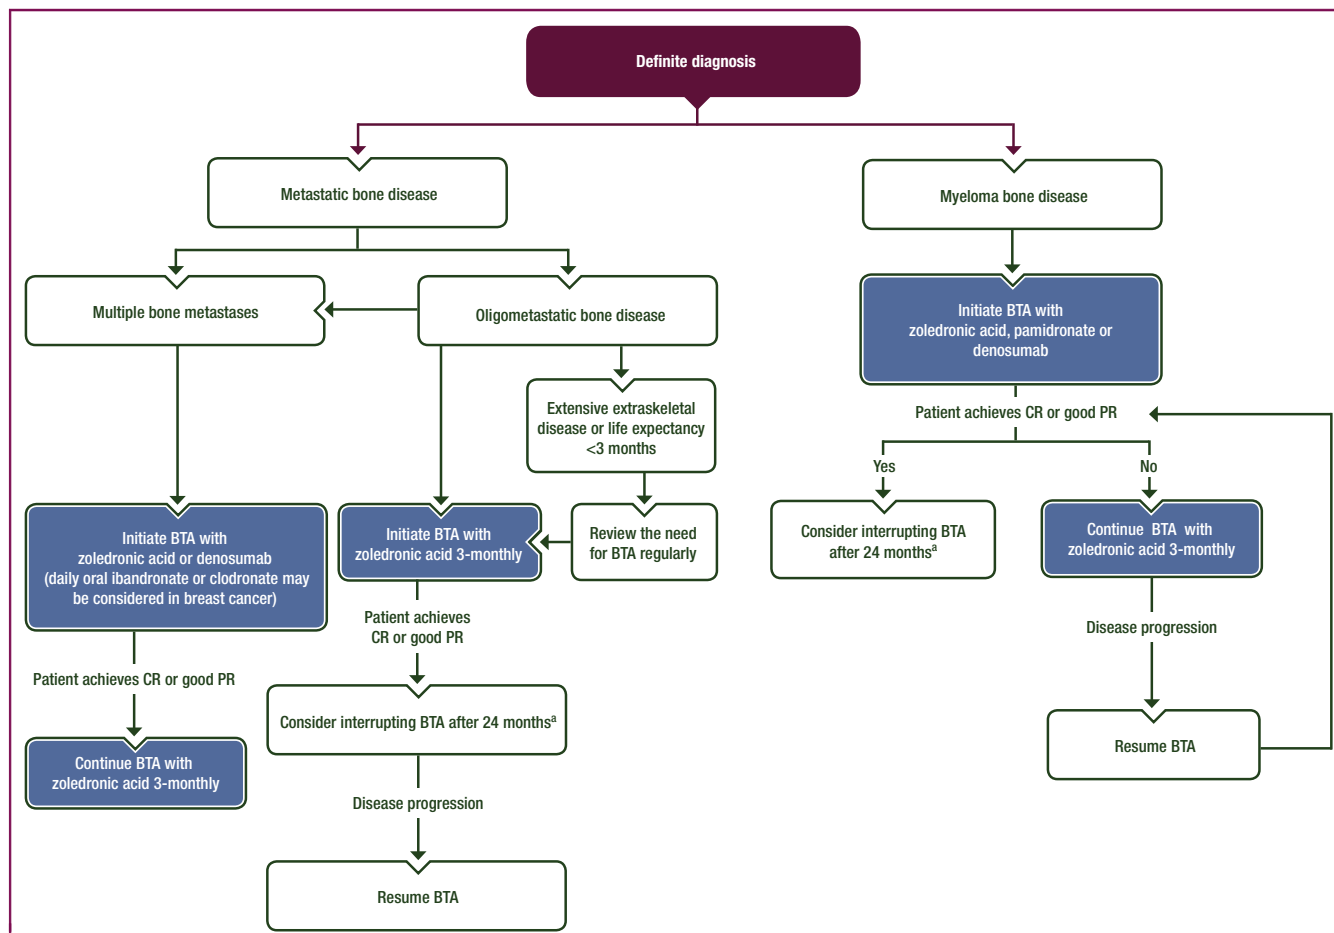 Definite diagnosis
Metastatic bone disease
Myeloma bone disease
Multiple bone metastases
Oligometastatic bone disease
Initiate BTA with
zoledronic acid, pamidronate or
denosumab
Extensive extraskeletal
disease or life expectancy
<3 months
Patient achieves CR or good PR
Yes
No
Initiate BTA with
zoledronic acid or denosumab
(daily oral ibandronate or clodronate may
be considered in breast cancer)
Initiate BTA with
zoledronic acid 3-monthly
Review the need
for BTA regularly
Consider interrupting BTA
after 24 monthsª
Continue BTA with
zoledronic acid 3-monthly
Patient achieves
CR or good PR
Disease progression
Patient achieves CR or good PR
Consider interrupting BTA after 24 monthsª
Resume BTA
Continue BTA with
zoledronic acid 3-monthly
Disease progression
Resume BTA